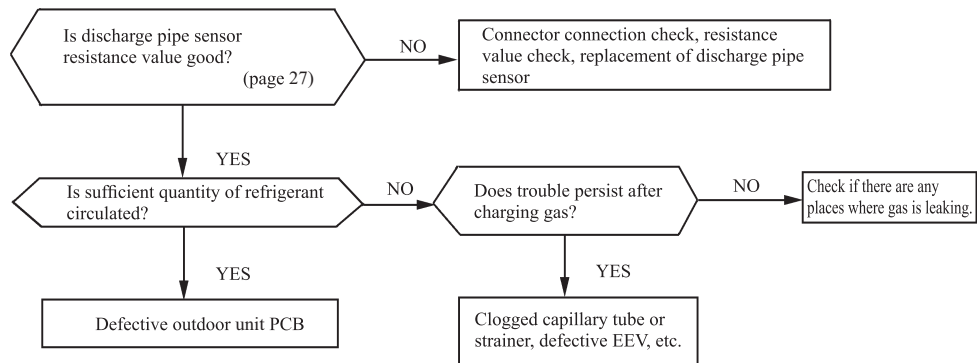 Is discharge pipe sensor
resistance value good?
(page 27)
NO
Connector connection check, resistance
value check, replacement of discharge pipe
sensor
YES
Is sufficient quantity of refrigerant
circulated?
NO
Does trouble persist after
charging gas?
NO
Check if there are any
places where gas is leaking.
YES
Defective outdoor unit PCB
YES
Clogged capillary tube or
strainer, defective EEV, etc.